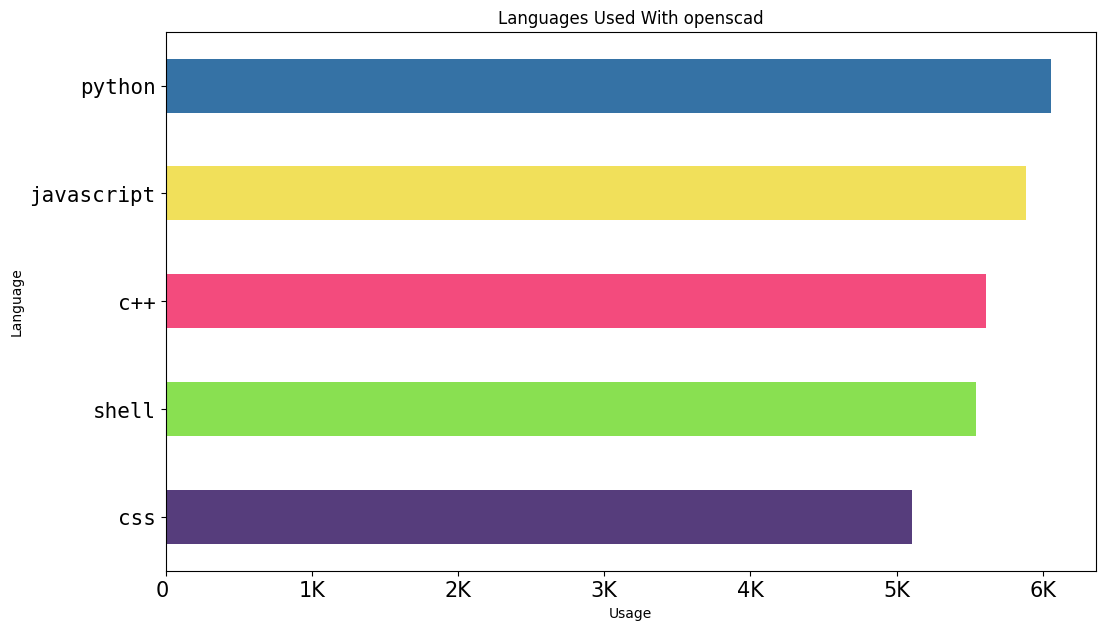 Languages Used With openscad
python
javascript
c++
shell
css
Language
0 1K 2K 3K 4K 5K 6K
Usage